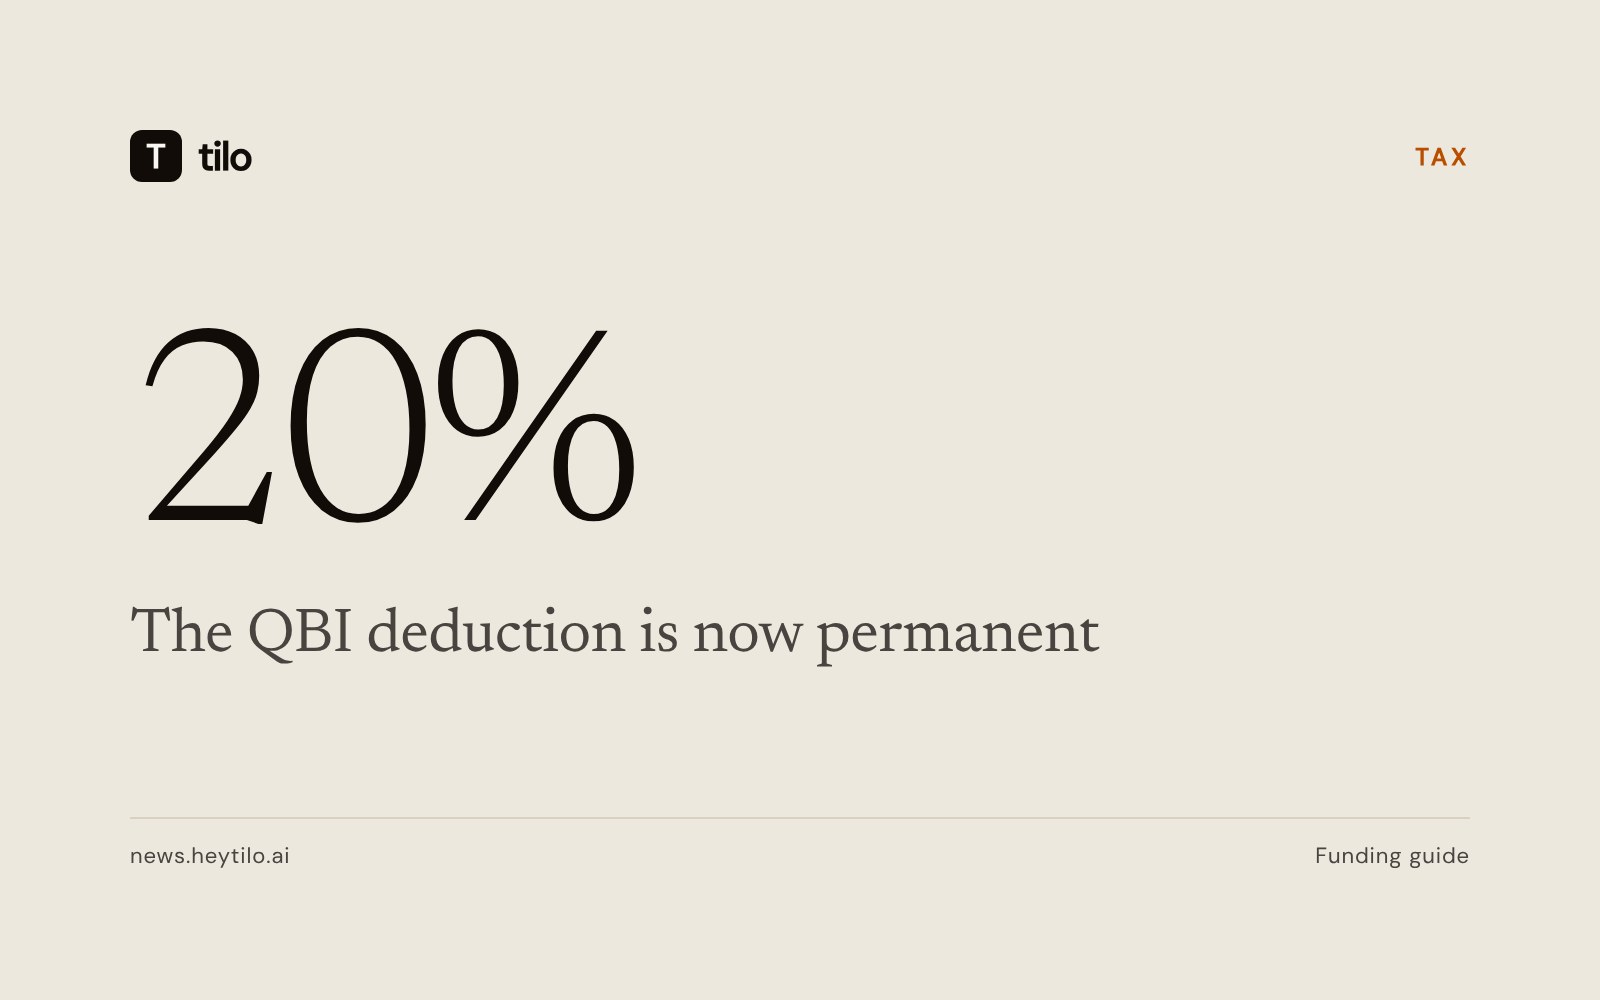 T tilo
TAX
20%
The QBI deduction is now permanent
news.heytilo.ai
Funding guide